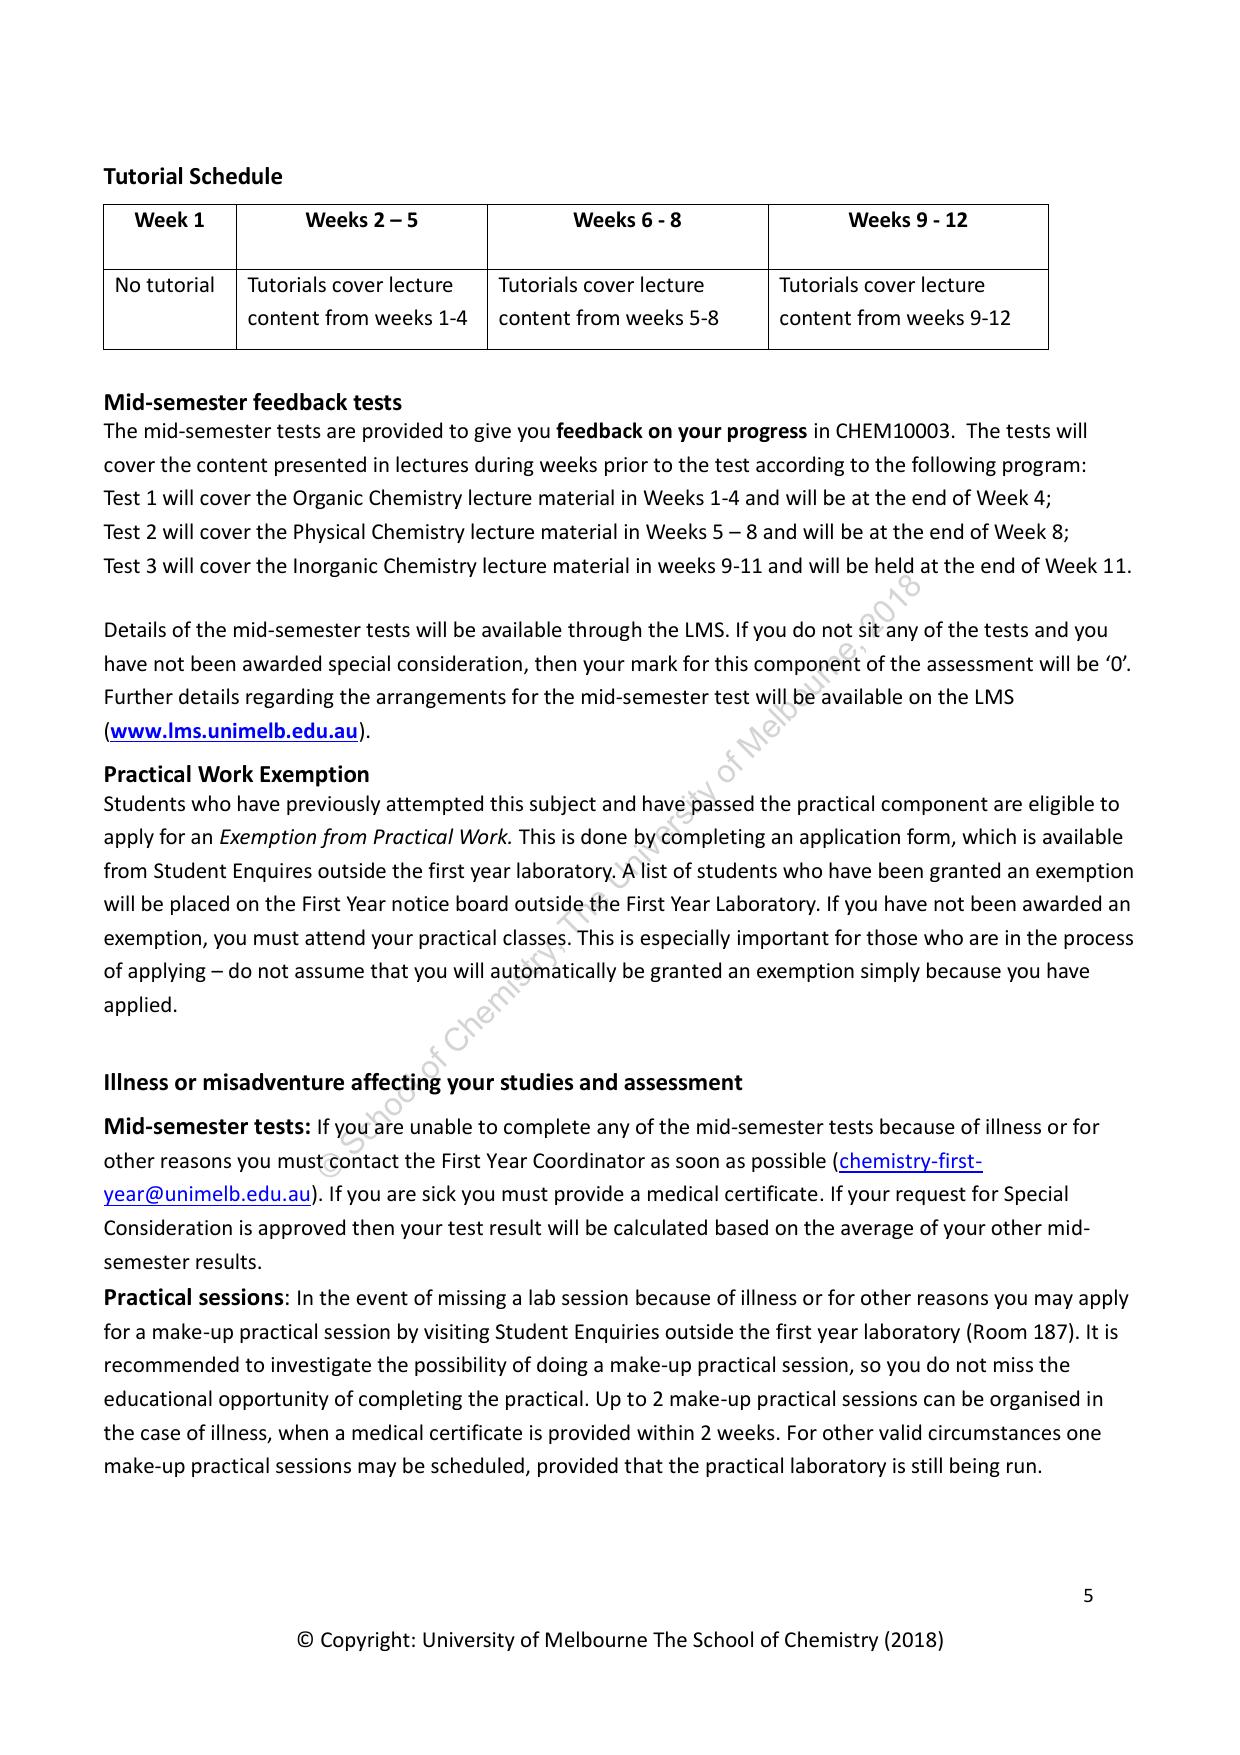 Tutorial Schedule
Week 1 Weeks 2 – 5 Weeks 6 - 8 Weeks 9 - 12
No tutorial Tutorials cover lecture Tutorials cover lecture Tutorials cover lecture
content from weeks 1-4 content from weeks 5-8 content from weeks 9-12
Mid-semester feedback tests
The mid-semester tests are provided to give you feedback on your progress in CHEM10003. The tests will
cover the content presented in lectures during weeks prior to the test according to the following program:
Test 1 will cover the Organic Chemistry lecture material in Weeks 1-4 and will be at the end of Week 4;
Test 2 will cover the Physical Chemistry lecture material in Weeks 5 – 8 and will be at the end of Week 8;
Test 3 will cover the Inorganic Chemistry lecture material in weeks 9-11 and will be held at the end of Week 11.
Details of the mid-semester tests will be available through the LMS. If you do not sit any of the tests and you
have not been awarded special consideration, then your mark for this component of the assessment will be ‘0’.
Further details regarding the arrangements for the mid-semester test will be available on the LMS
(www.lms.unimelb.edu.au).
Practical Work Exemption
Students who have previously attempted this subject and have passed the practical component are eligible to
apply for an Exemption from Practical Work. This is done by completing an application form, which is available
from Student Enquires outside the first year laboratory. A list of students who have been granted an exemption
will be placed on the First Year notice board outside the First Year Laboratory. If you have not been awarded an
exemption, you must attend your practical classes. This is especially important for those who are in the process
of applying – do not assume that you will automatically be granted an exemption simply because you have
applied.
Illness or misadventure affecting your studies and assessment
Mid-semester tests: If you are unable to complete any of the mid-semester tests because of illness or for
other reasons you must contact the First Year Coordinator as soon as possible (chemistry-first-
year@unimelb.edu.au). If you are sick you must provide a medical certificate. If your request for Special
Consideration is approved then your test result will be calculated based on the average of your other mid-
semester results.
Practical sessions: In the event of missing a lab session because of illness or for other reasons you may apply
for a make-up practical session by visiting Student Enquiries outside the first year laboratory (Room 187). It is
recommended to investigate the possibility of doing a make-up practical session, so you do not miss the
educational opportunity of completing the practical. Up to 2 make-up practical sessions can be organised in
the case of illness, when a medical certificate is provided within 2 weeks. For other valid circumstances one
make-up practical sessions may be scheduled, provided that the practical laboratory is still being run.
© School of Chemistry, The University of Melbourne, 2018
5
© Copyright: University of Melbourne The School of Chemistry (2018)